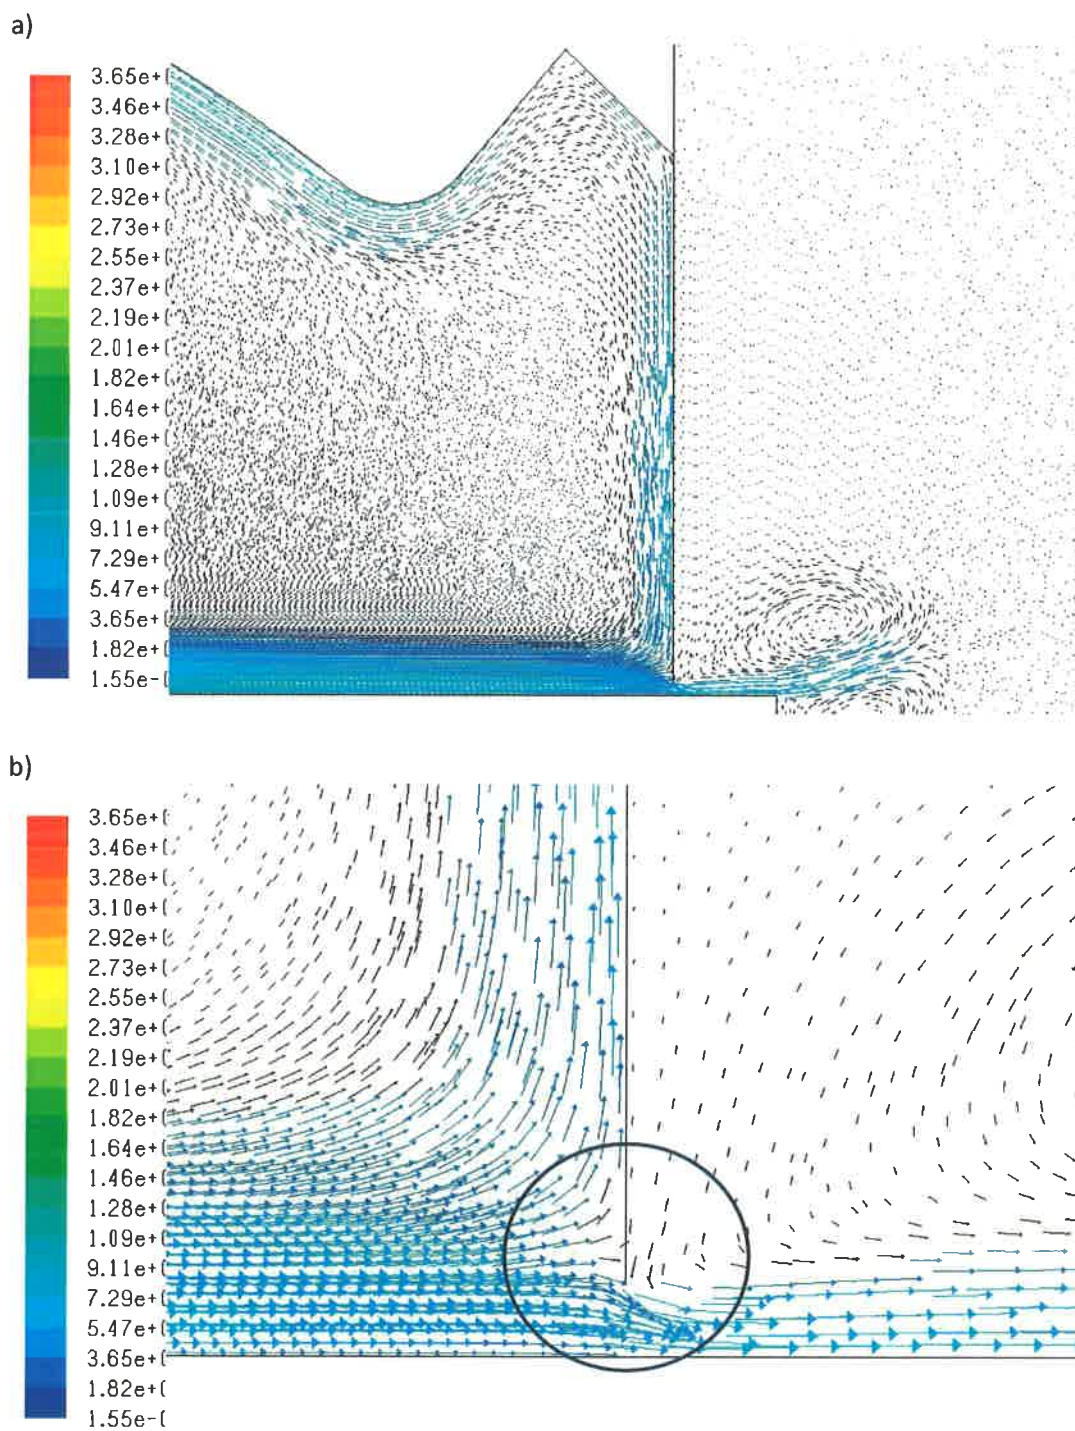 a)
3.65e+(
3.46e+(
3.28e+(
3.10e+(
2.92e+(
2.73e+(
2.55e+(
2.37e+(
2.19e+(
2.01e+(
1.82e+(
1.64e+(
1.46e+(
1.28e+(
1.09e+(
9.11e+(
7.29e+(
5.47e+(
3.65e+(
1.82e+(
1.55e-(
b)
3.65e+(
3.46e+(
3.28e+(
3.10e+(
2.92e+(
2.73e+(
2.55e+(
2.37e+(
2.19e+(
2.01e+(
1.82e+(
1.64e+(
1.46e+(
1.28e+(
1.09e+(
9.11e+(
7.29e+(
5.47e+(
3.65e+(
1.82e+(
1.55e-(